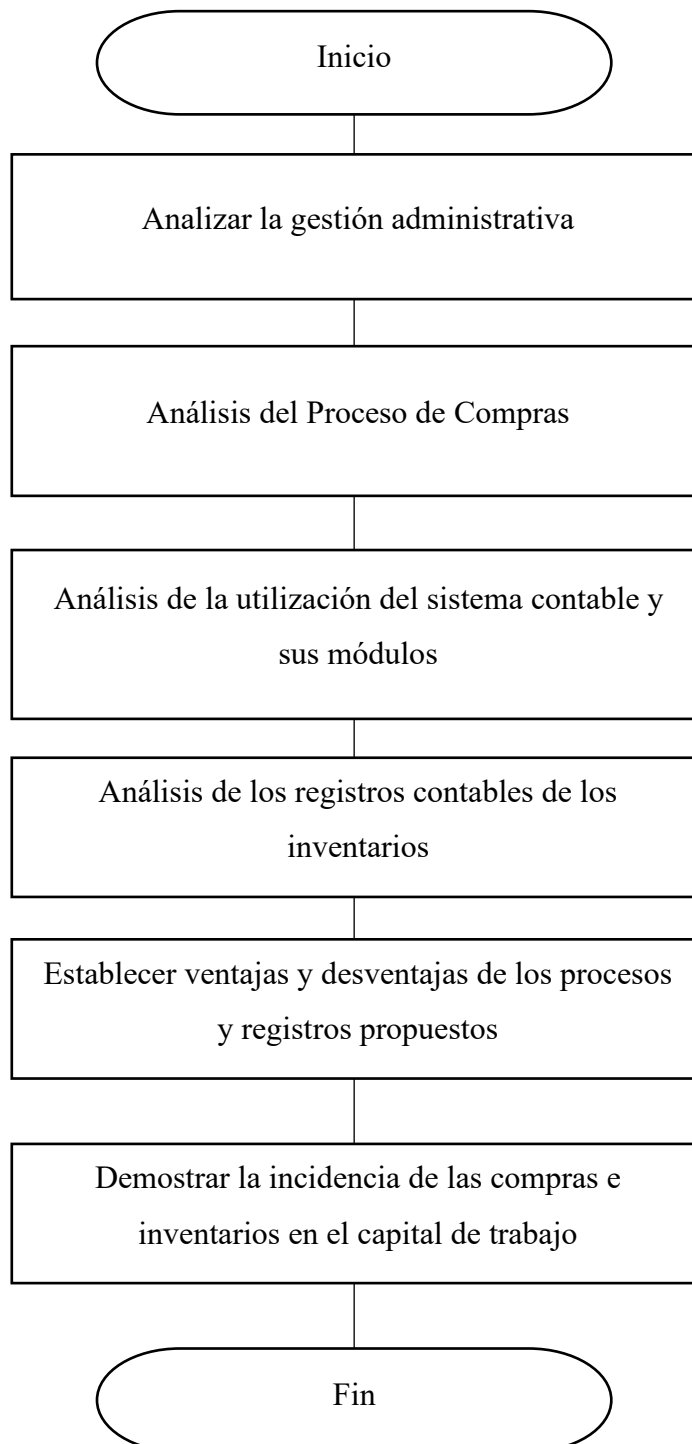 Inicio
Analizar la gestión administrativa
Análisis del Proceso de Compras
Análisis de la utilización del sistema contable y
sus módulos
Análisis de los registros contables de los
inventarios
Establecer ventajas y desventajas de los procesos
y registros propuestos
Demostrar la incidencia de las compras e
inventarios en el capital de trabajo
Fin